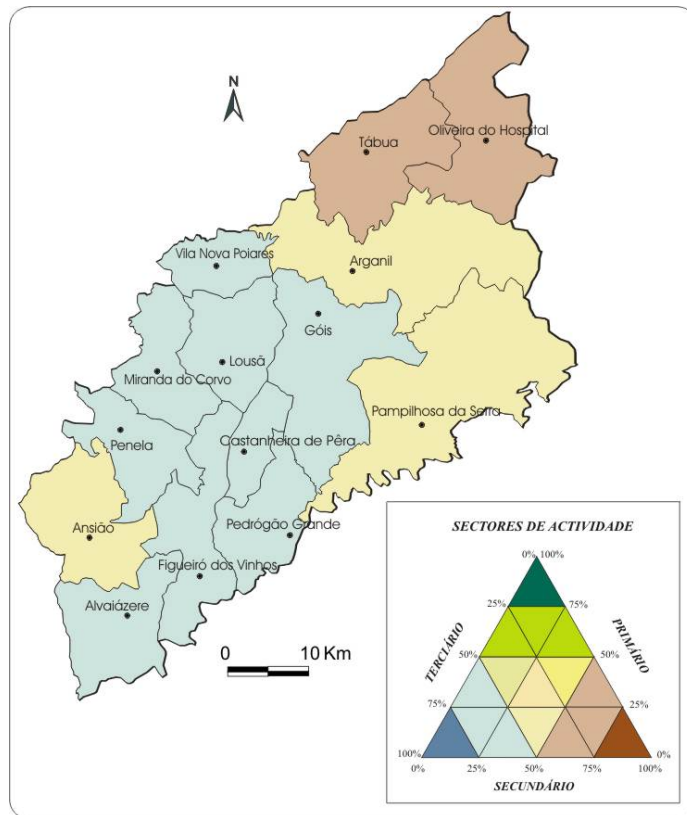 N
Oliveira do Hospital
Tábua
Vila Nova Poiares
Arganil
Góis
Lousã
Miranda do Corvo
Pampilhosa da Serra
Penela
Castanheira de Pêra
Ansião
Pedrógão Grande
Figueiró dos Vinhos
Alvaiázere
0 10 Km
SECTORES DE ACTIVIDADE
0% 100%
25% 75%
TERCIÁRIO PRIMÁRIO
50% 50%
75% 25%
100% 0%
0% 25% 50% 75% 100%
SECUNDÁRIO